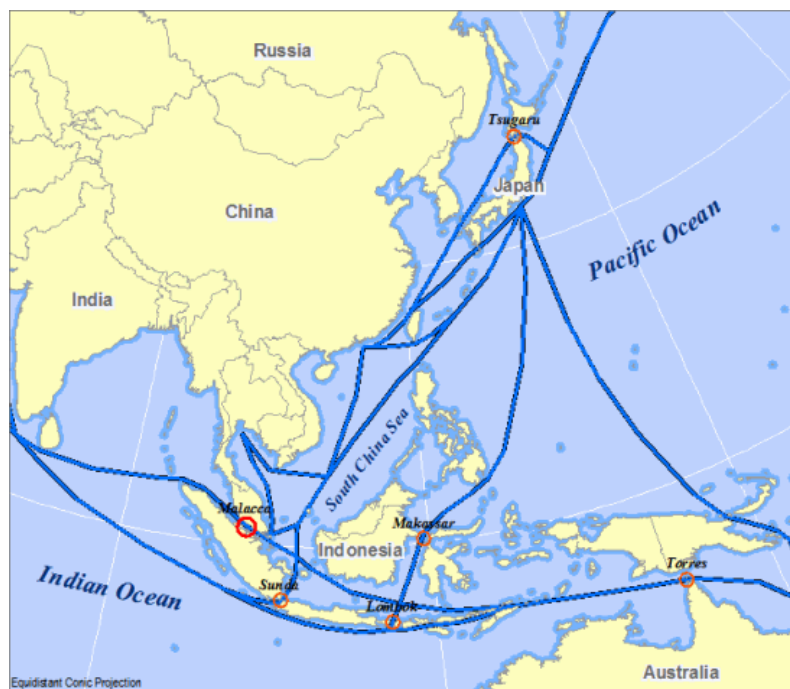 Russia
Tsugaru
Japan
China
Pacific Ocean
India
South China Sea
Malacca
Makassar
Indonesia
Indian Ocean
Sunda
Lombok
Torres
Australia
Equidistant Conic Projection